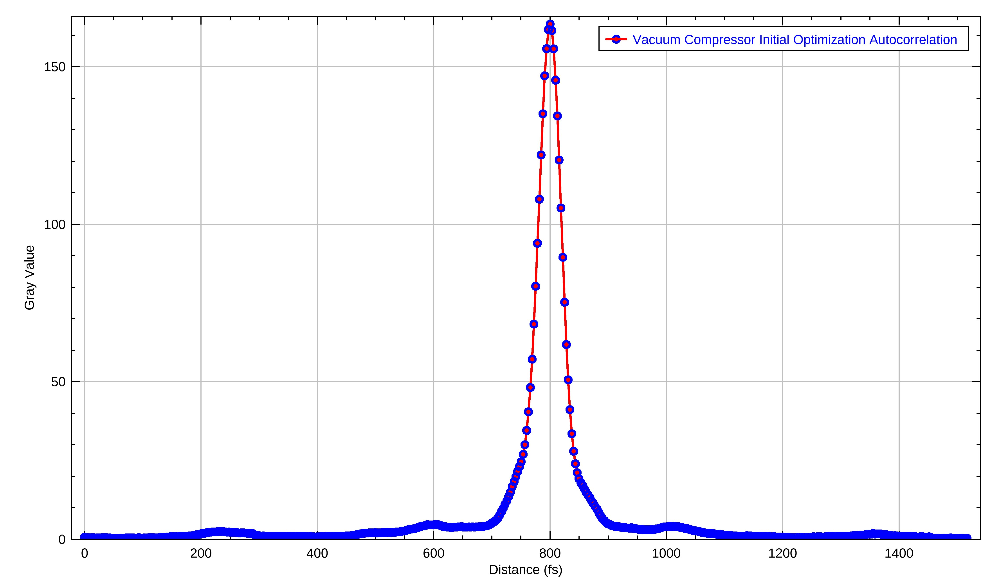 Vacuum Compressor Initial Optimization Autocorrelation
150
100
50
0
Gray Value
0 200 400 600 800 1000 1200 1400
Distance (fs)